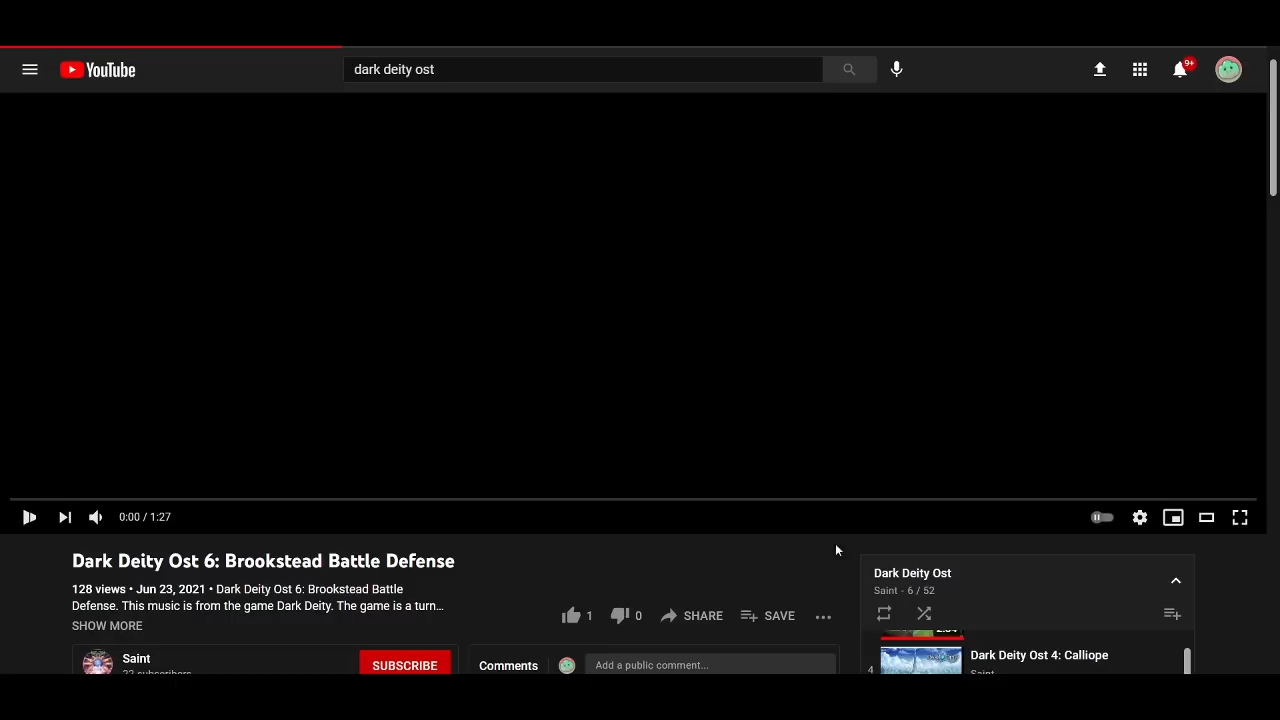 YouTube
dark deity ost
9+
0:00 / 1:27
Dark Deity Ost 6: Brookstead Battle Defense
128 views • Jun 23, 2021 • Dark Deity Ost 6: Brookstead Battle
Defense. This music is from the game Dark Deity. The game is a turn...
SHOW MORE
1
0
SHARE
SAVE
Saint
22 subscribers
SUBSCRIBE
Comments
Add a public comment...
Dark Deity Ost
Saint - 6 / 52
4
Dark Deity Ost 4: Calliope
Saint